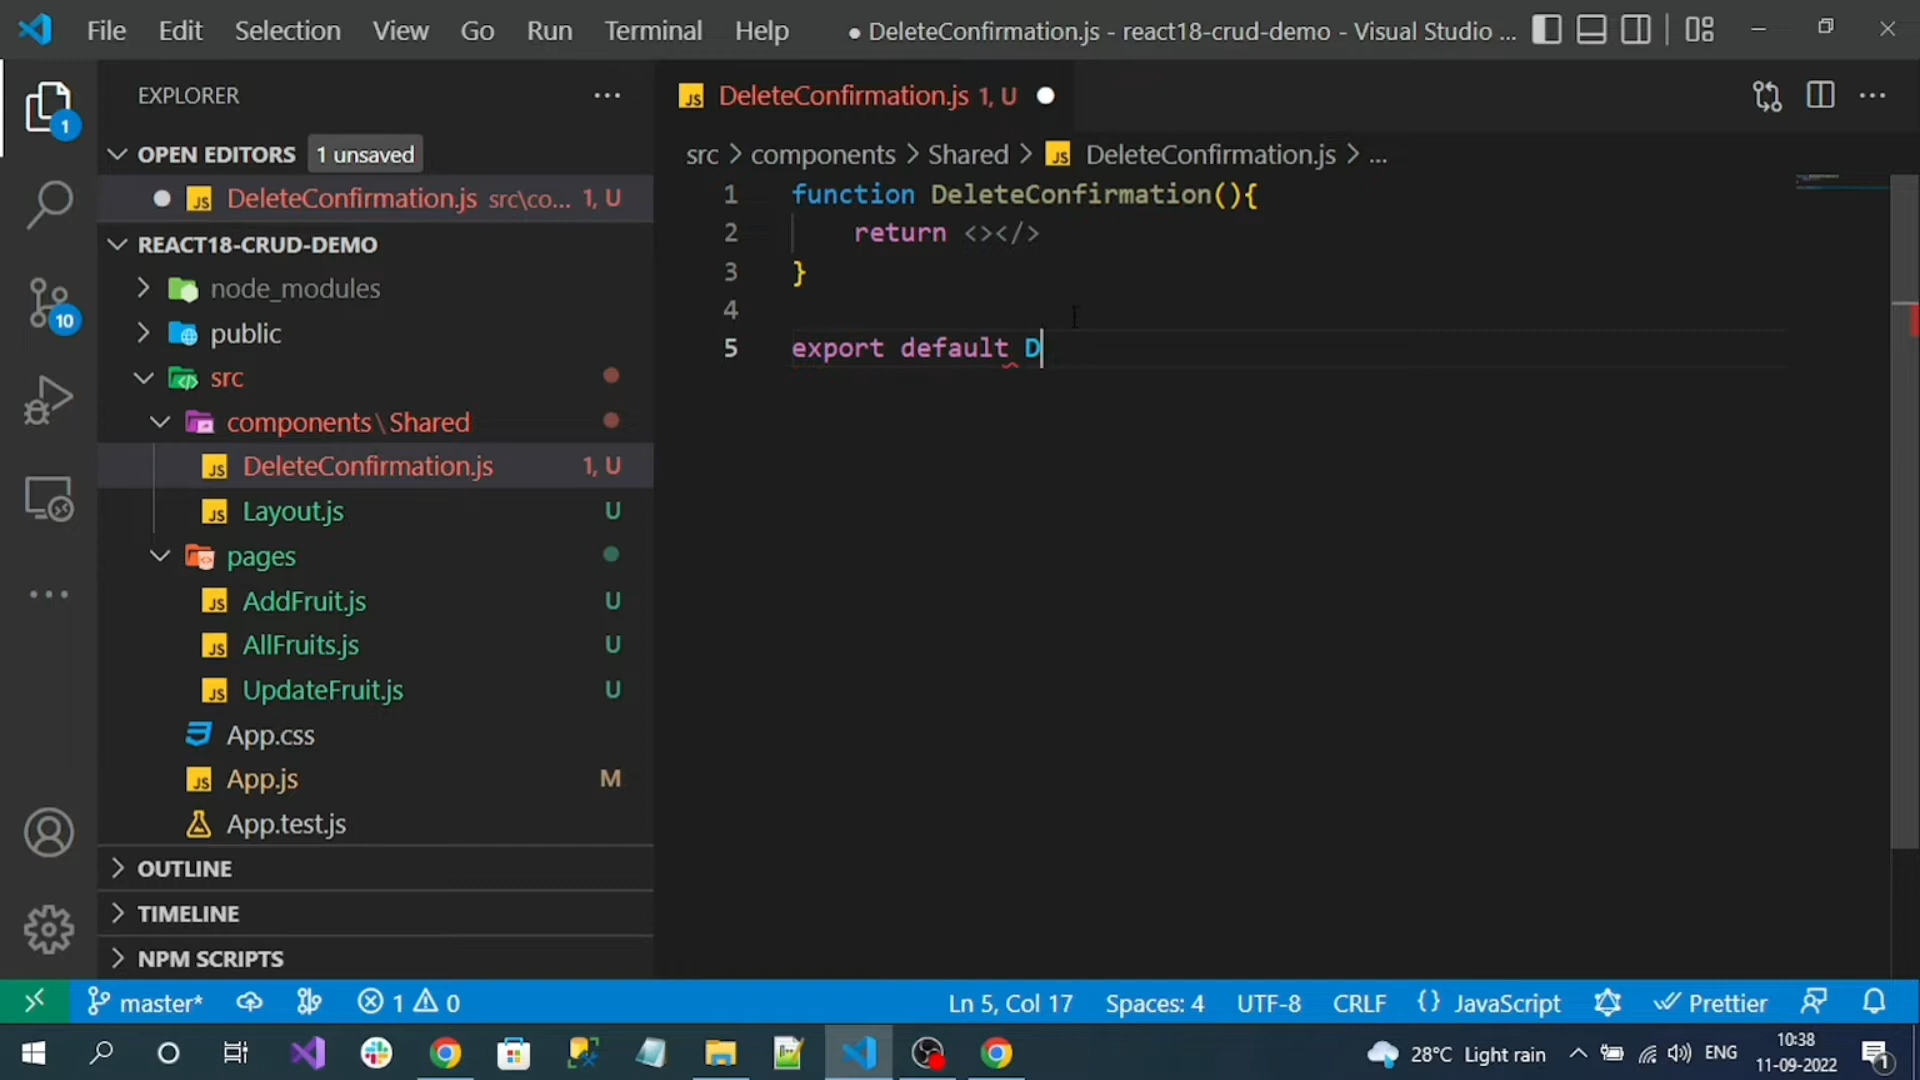 File Edit Selection View Go Run Terminal Help ● DeleteConfirmation.js - react18-crud-demo - Visual Studio ...
EXPLORER ...
OPEN EDITORS 1 unsaved
DeleteConfirmation.js src\co... 1, U
REACT18-CRUD-DEMO
node_modules
public
src
components\Shared
DeleteConfirmation.js 1, U
Layout.js U
pages
AddFruit.js U
AllFruits.js U
UpdateFruit.js U
App.css
App.js M
App.test.js
OUTLINE
TIMELINE
NPM SCRIPTS
1
10
DeleteConfirmation.js 1, U
src > components > Shared > JS DeleteConfirmation.js > ...
1 function DeleteConfirmation(){
2 return <></>
3 }
4
5 export default D
master* 1 0 Ln 5, Col 17 Spaces: 4 UTF-8 CRLF {} JavaScript Prettier
28°C Light rain ENG 10:38
11-09-2022
1